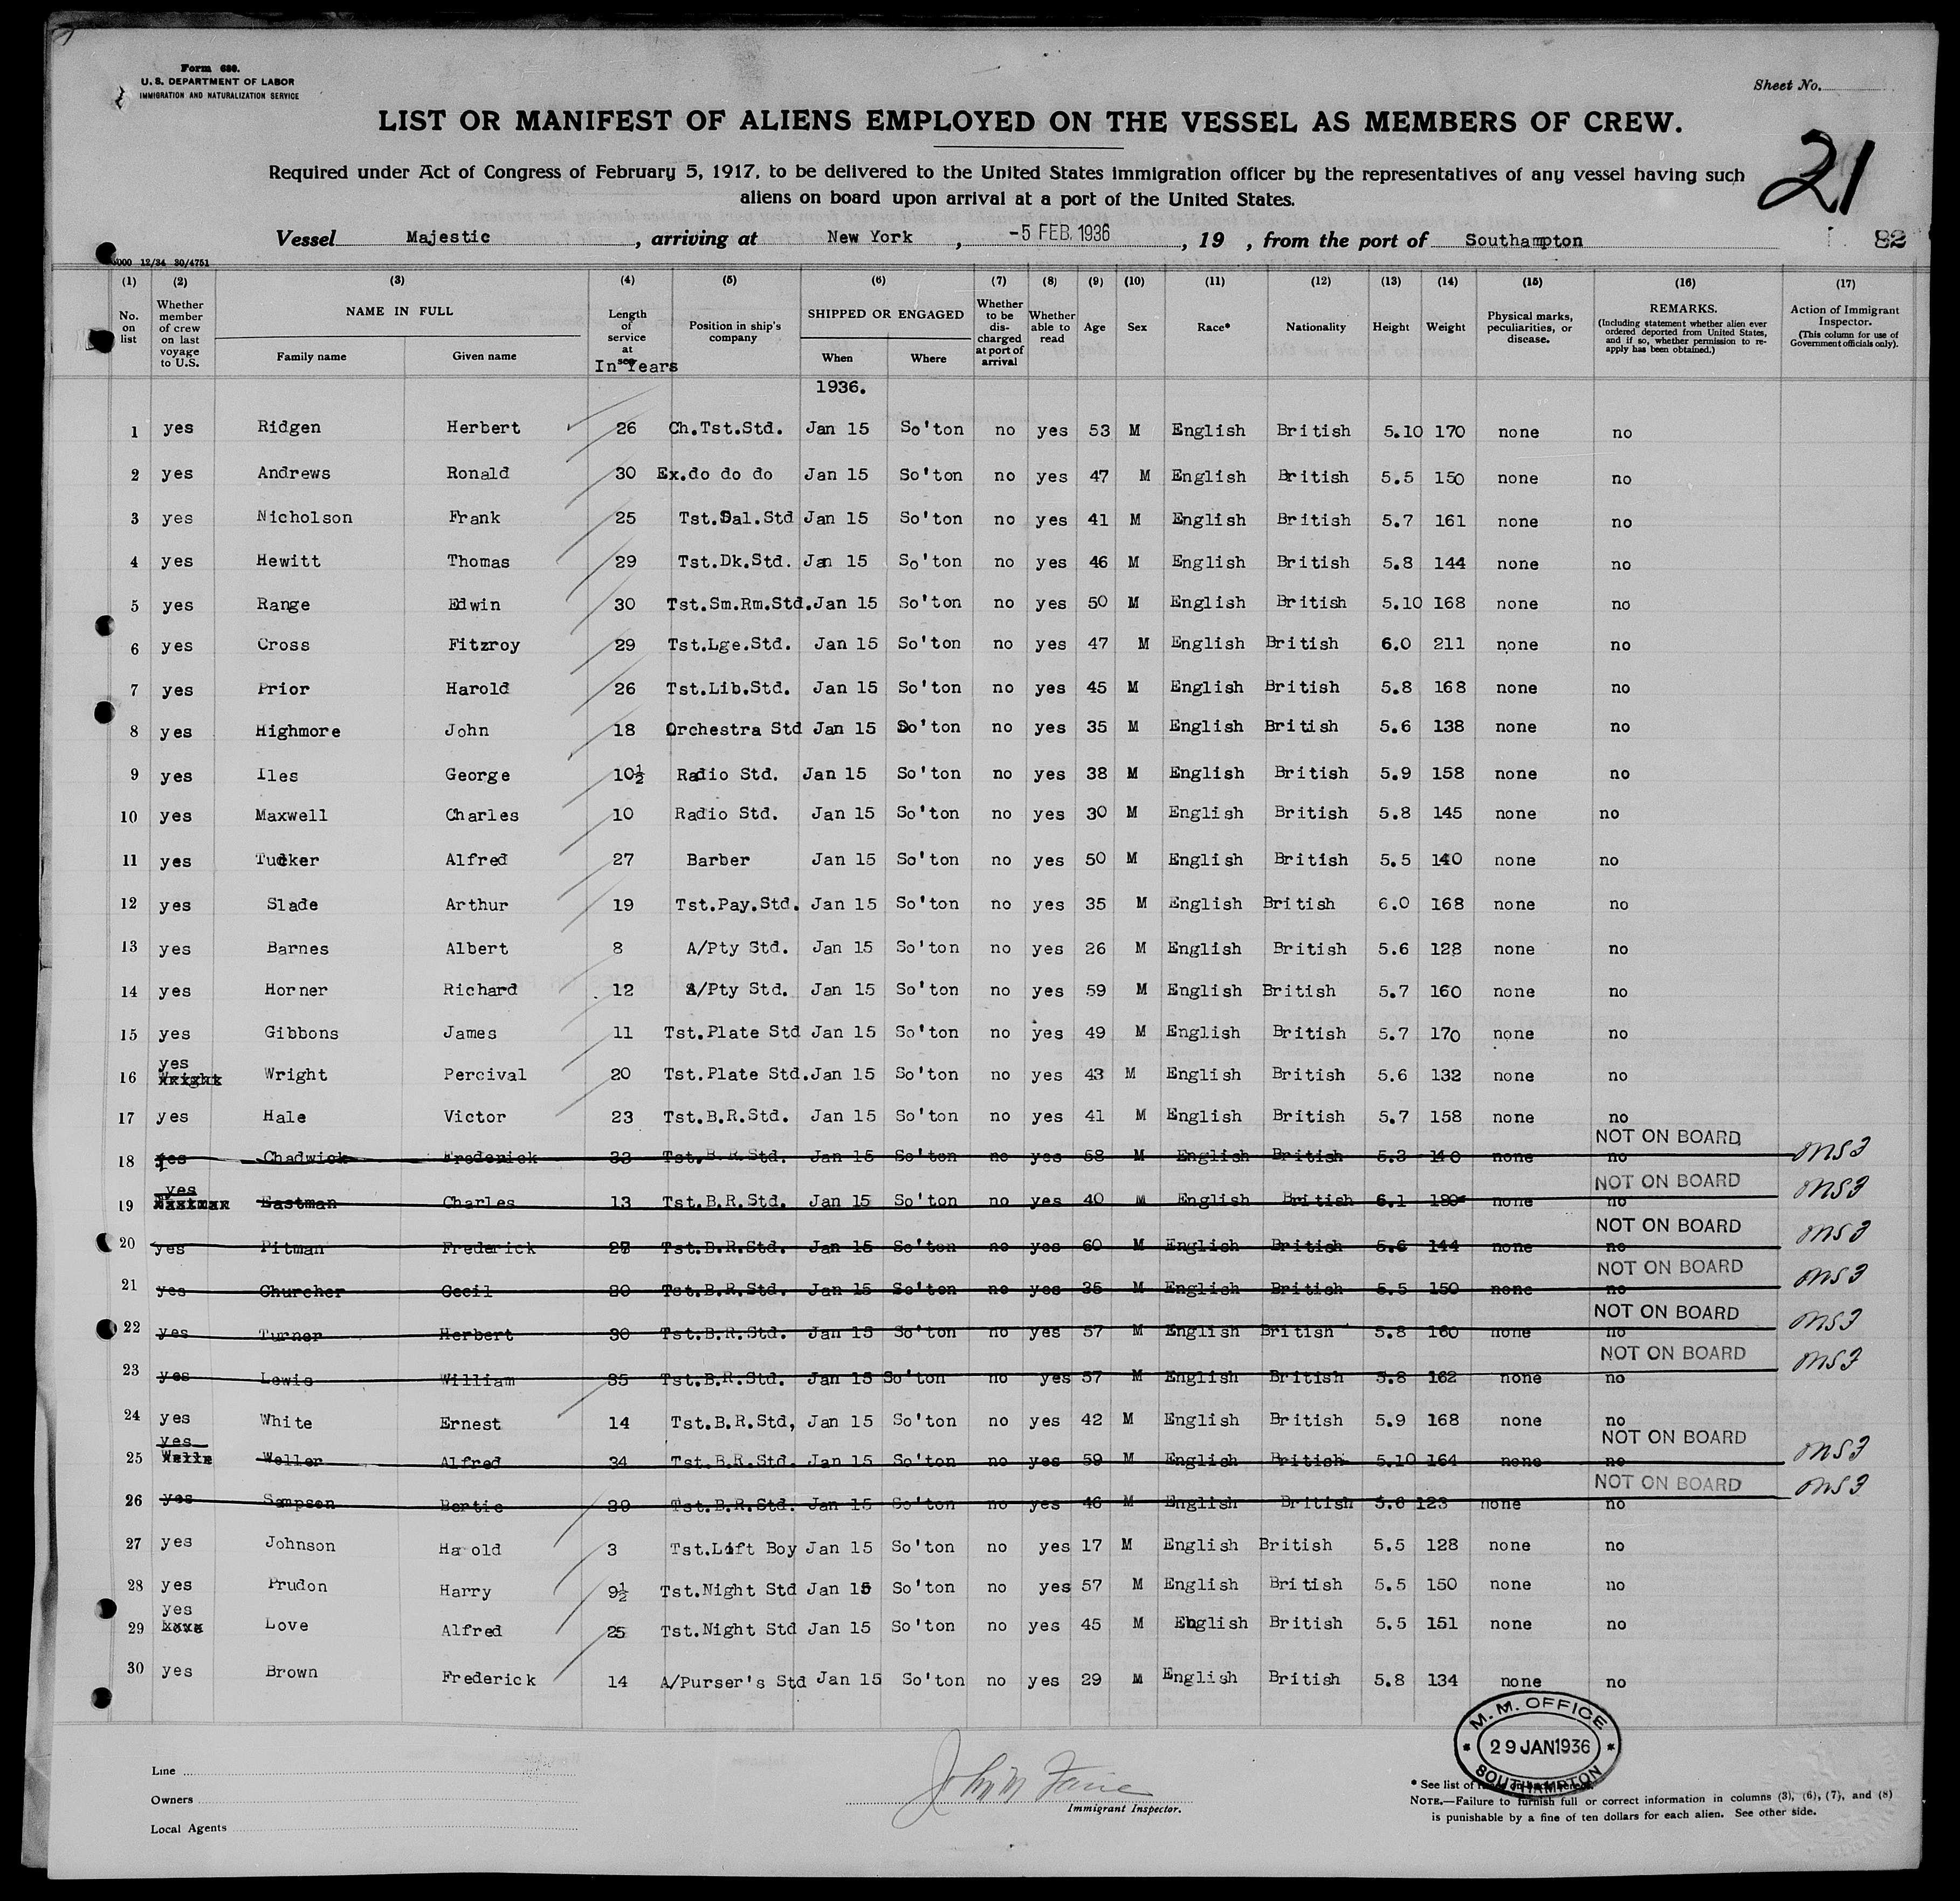 Form 680.
U. S. DEPARTMENT OF LABOR
IMMIGRATION AND NATURALIZATION SERVICE
Sheet No.
LIST OR MANIFEST OF ALIENS EMPLOYED ON THE VESSEL AS MEMBERS OF CREW.
21
Required under Act of Congress of February 5, 1917, to be delivered to the United States immigration officer by the representatives of any vessel having such
aliens on board upon arrival at a port of the United States.
Vessel Majestic, arriving at New York, -5 FEB. 1936, 19 , from the port of Southampton 82
5000 12/34 30/4751
(1) (2) (3) (4) (5) (6) (7) (8) (9) (10) (11) (12) (13) (14) (15) (16) (17)
No. on list Whether member of crew on last voyage to U.S. NAME IN FULL Family name Given name Length of service at sea In Years Position in ship's company SHIPPED OR ENGAGED When Where Whether to be discharged at port of arrival Whether able to read Age Sex Race* Nationality Height Weight Physical marks, peculiarities, or disease. REMARKS. (Including statement whether alien ever ordered deported from United States, and if so, whether permission to re-apply has been obtained.) Action of Immigrant Inspector. (This column for use of Government officials only).
1936.
1 yes Ridgen Herbert 26 Ch.Tst.Std. Jan 15 So'ton no yes 53 M English British 5.10 170 none no
2 yes Andrews Ronald 30 Ex.do do do Jan 15 So'ton no yes 47 M English British 5.5 150 none no
3 yes Nicholson Frank 25 Tst.Sal.Std Jan 15 So'ton no yes 41 M English British 5.7 161 none no
4 yes Hewitt Thomas 29 Tst.Dk.Std. Jan 15 So'ton no yes 46 M English British 5.8 144 none no
5 yes Range Edwin 30 Tst.Sm.Rm.Std. Jan 15 So'ton no yes 50 M English British 5.10 168 none no
6 yes Cross Fitzroy 29 Tst.Lge.Std. Jan 15 So'ton no yes 47 M English British 6.0 211 none no
7 yes Prior Harold 26 Tst.Lib.Std. Jan 15 So'ton no yes 45 M English British 5.8 168 none no
8 yes Highmore John 18 Orchestra Std Jan 15 So'ton no yes 35 M English British 5.6 138 none no
9 yes Iles George 10½ Radio Std. Jan 15 So'ton no yes 38 M English British 5.9 158 none no
10 yes Maxwell Charles 10 Radio Std. Jan 15 So'ton no yes 30 M English British 5.8 145 none no
11 yes Tucker Alfred 27 Barber Jan 15 So'ton no yes 50 M English British 5.5 140 none no
12 yes Slade Arthur 19 Tst.Pay.Std. Jan 15 So'ton no yes 35 M English British 6.0 168 none no
13 yes Barnes Albert 8 A/Pty Std. Jan 15 So'ton no yes 26 M English British 5.6 128 none no
14 yes Horner Richard 12 A/Pty Std. Jan 15 So'ton no yes 59 M English British 5.7 160 none no
15 yes Gibbons James 11 Tst.Plate Std Jan 15 So'ton no yes 49 M English British 5.7 170 none no
16 yes Wright Percival 20 Tst.Plate Std. Jan 15 So'ton no yes 43 M English British 5.6 132 none no
17 yes Hale Victor 23 Tst.B.R.Std. Jan 15 So'ton no yes 41 M English British 5.7 158 none no
18 yes Chadwick Frederick 33 Tst.B.R.Std. Jan 15 So'ton no yes 58 M English British 5.3 140 none no NOT ON BOARD
19 yes Eastman Charles 13 Tst.B.R.Std. Jan 15 So'ton no yes 40 M English British 6.1 180 none no NOT ON BOARD
20 yes Pitman Frederick Tst.B.R.Std. Jan 15 So'ton no yes 60 M English British 5.6 144 none no NOT ON BOARD
21 yes Churcher Cecil 20 Tst.B.R.Std. Jan 15 So'ton no yes 35 M English British 5.5 150 none no NOT ON BOARD
22 yes Turner Herbert 30 Tst.B.R.Std. Jan 15 So'ton no yes 57 M English British 5.8 160 none no NOT ON BOARD
23 yes Lewis William 35 Tst.B.R.Std. Jan 15 So'ton no yes 57 M English British 5.8 162 none no NOT ON BOARD
24 yes White Ernest 14 Tst.B.R.Std, Jan 15 So'ton no yes 42 M English British 5.9 168 none no
25 yes Weller Alfred 34 Tst.B.R.Std. Jan 15 So'ton no yes 59 M English British 5.10 164 none no NOT ON BOARD
26 yes Sampson Bertie Tst.B.R.Std. Jan 15 So'ton no yes 46 M English British 5.6 123 none no NOT ON BOARD
27 yes Johnson Harold 3 Tst.Lift Boy Jan 15 So'ton no yes 17 M English British 5.5 128 none no
28 yes Prudon Harry 9½ Tst.Night Std Jan 15 So'ton no yes 57 M English British 5.5 150 none no
29 yes Love Alfred 25 Tst.Night Std Jan 15 So'ton no yes 45 M English British 5.5 151 none no
30 yes Brown Frederick 14 A/Purser's Std Jan 15 So'ton no yes 29 M English British 5.8 134 none no
M. M. OFFICE
29 JAN 1936
SOUTHAMPTON
Line
Owners
Local Agents
John M
Immigrant Inspector.
* See list of races on back hereof.
NOTE.—Failure to furnish full or correct information in columns (3), (6), (7), and (8)
is punishable by a fine of ten dollars for each alien. See other side.